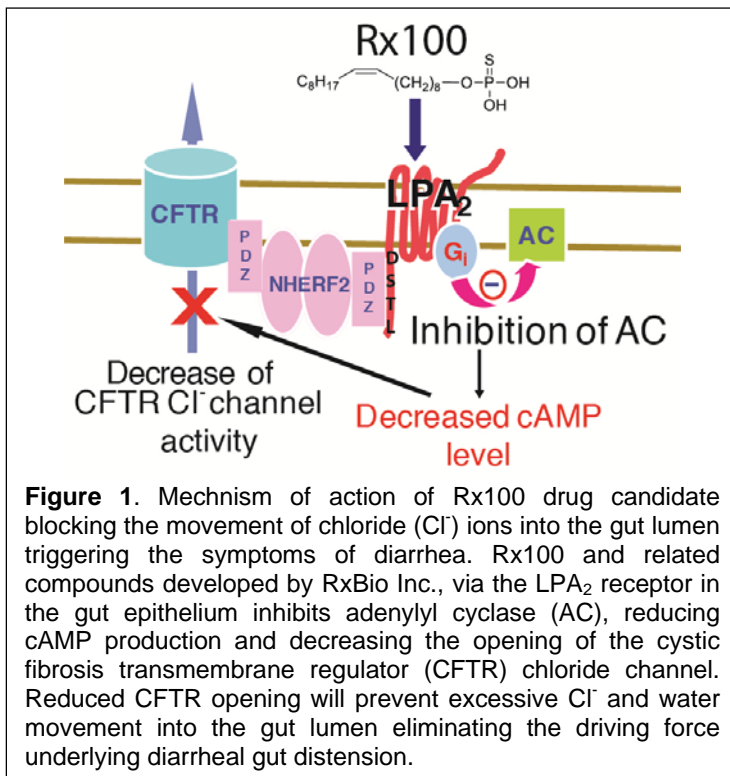 Rx100
S
C8H17 (CH2)8—O—P—OH
OH
LPA2
CFTR
AC
Gi
PDZ
NHERF2
PDZ
DSTL
−
Inhibition of AC
X
Decrease of
CFTR Cl- channel
activity
Decreased cAMP
level
Figure 1. Mechnism of action of Rx100 drug candidate
blocking the movement of chloride (Cl-) ions into the gut lumen
triggering the symptoms of diarrhea. Rx100 and related
compounds developed by RxBio Inc., via the LPA2 receptor in
the gut epithelium inhibits adenylyl cyclase (AC), reducing
cAMP production and decreasing the opening of the cystic
fibrosis transmembrane regulator (CFTR) chloride channel.
Reduced CFTR opening will prevent excessive Cl- and water
movement into the gut lumen eliminating the driving force
underlying diarrheal gut distension.